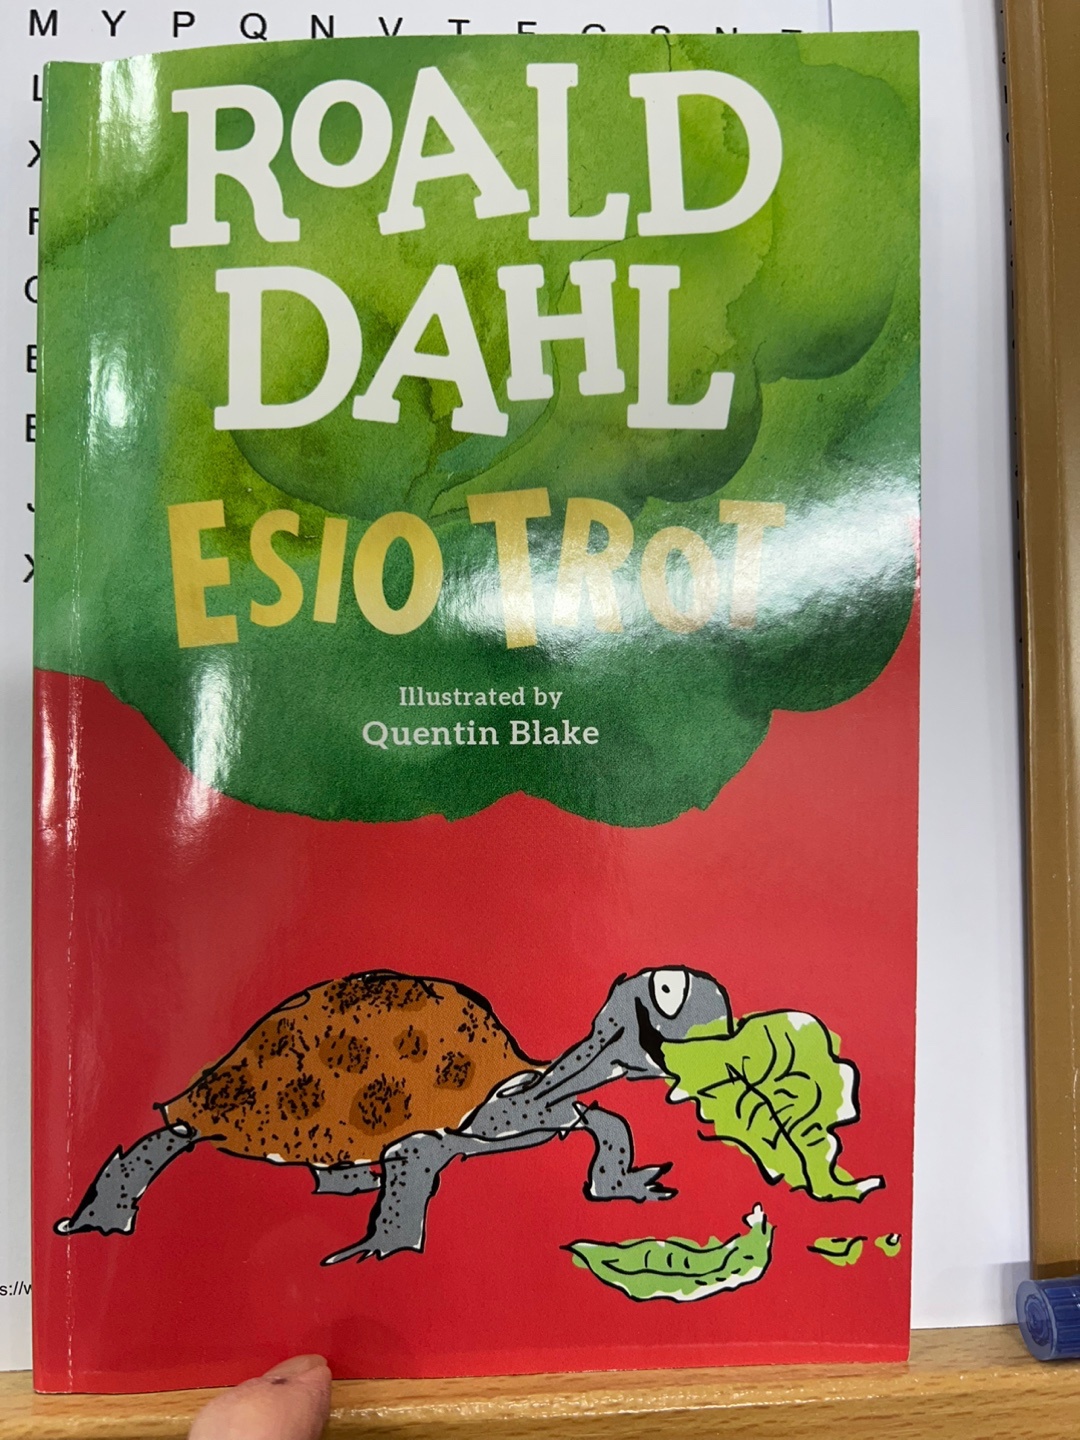 M Y P Q N V T
ROALD
DAHL
ESIO TROT
Illustrated by
Quentin Blake